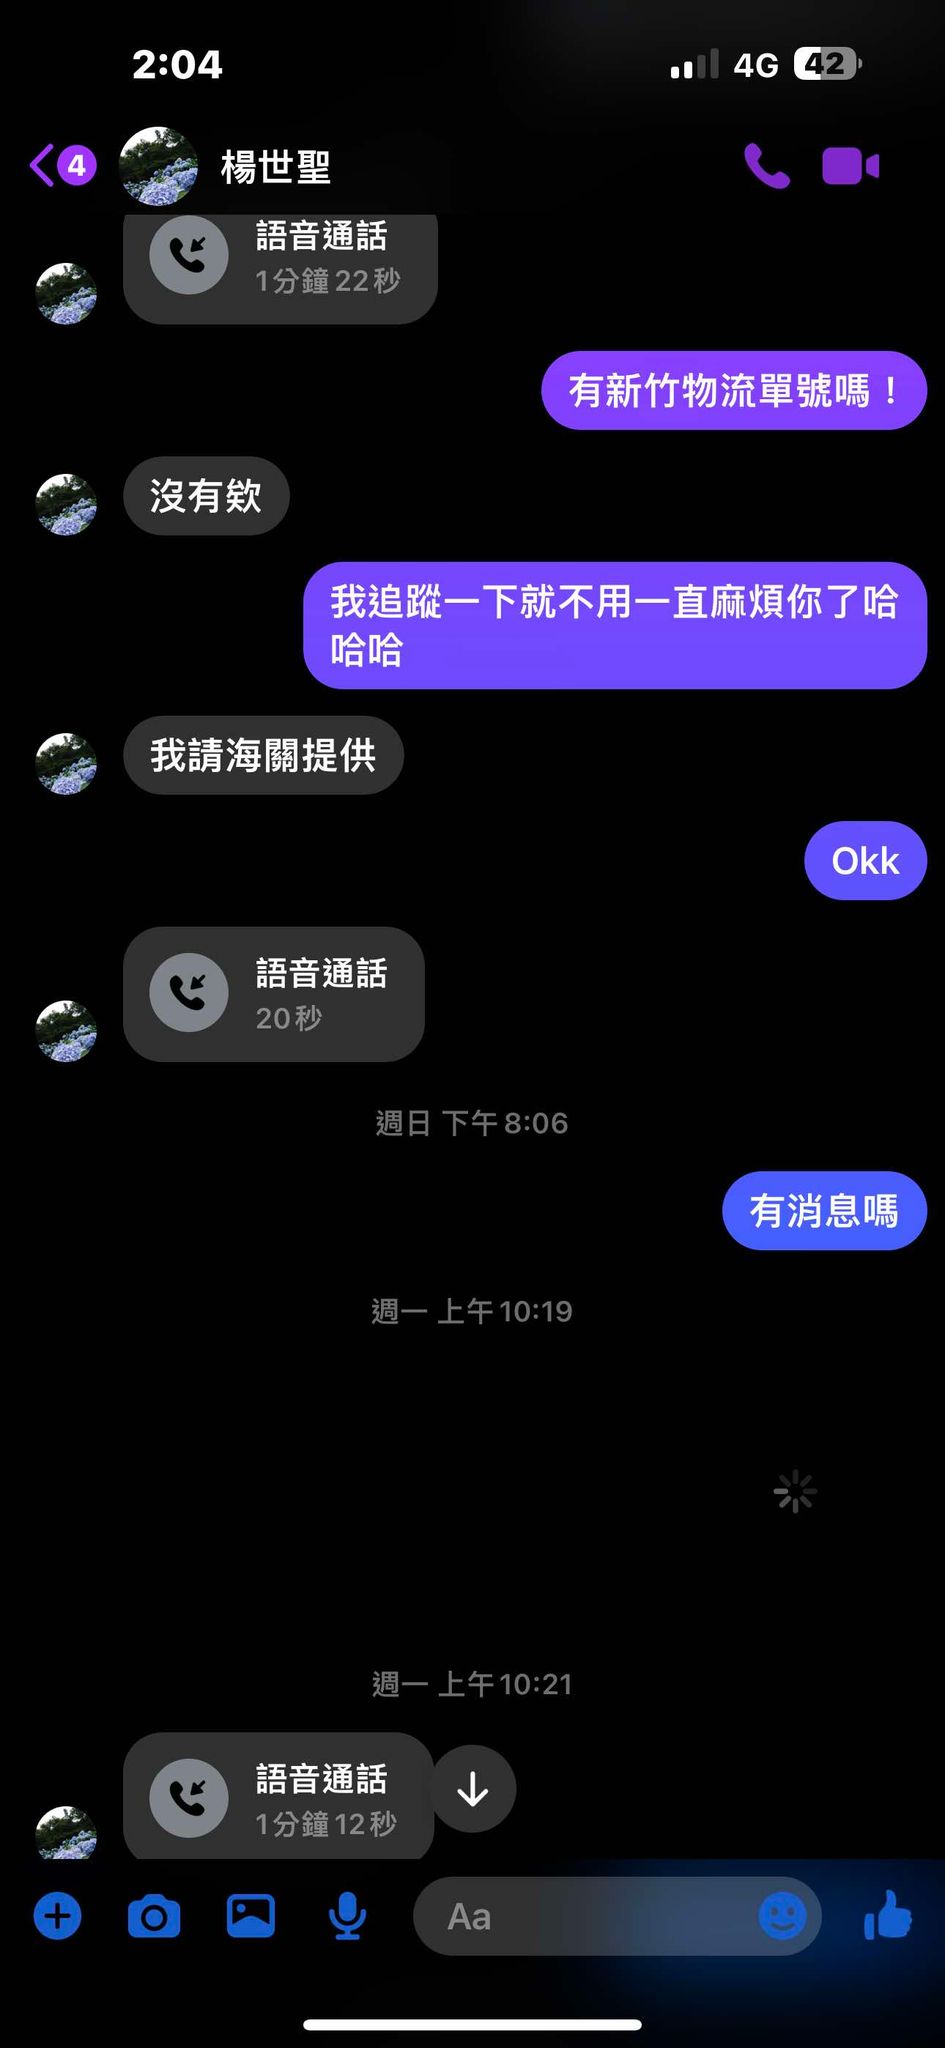 2:04
4G
42
4
楊世聖
語音通話
1分鐘22秒
有新竹物流單號嗎！
沒有欸
我追蹤一下就不用一直麻煩你了哈
哈哈
我請海關提供
Okk
語音通話
20秒
週日 下午8:06
有消息嗎
週一 上午10:19
週一 上午10:21
語音通話
1分鐘12秒
Aa